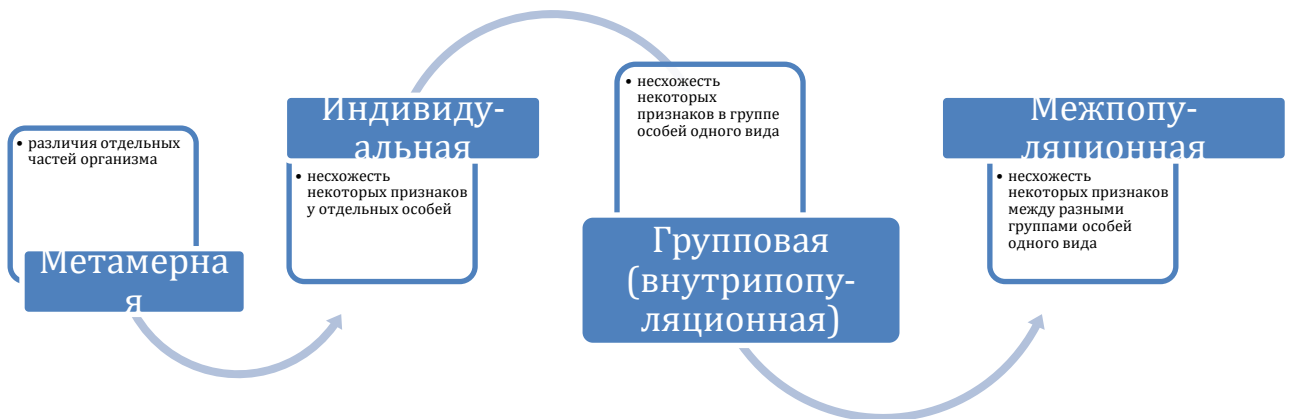 • различия отдельных
частей организма
Метамерна
я
Индивиду-
альная
• несхожесть
некоторых признаков
у отдельных особей
• несхожесть
некоторых
признаков в группе
особей одного вида
Групповая
(внутрипопу-
ляционная)
Межпопу-
ляционная
• несхожесть
некоторых признаков
между разными
группами особей
одного вида